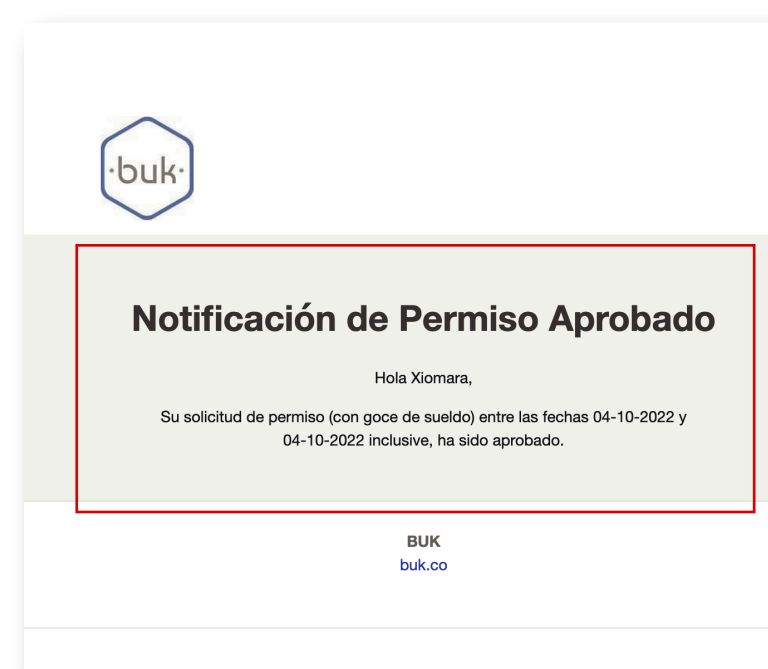 ·buk·
Notificación de Permiso Aprobado
Hola Xiomara,
Su solicitud de permiso (con goce de sueldo) entre las fechas 04-10-2022 y
04-10-2022 inclusive, ha sido aprobado.
BUK
buk.co